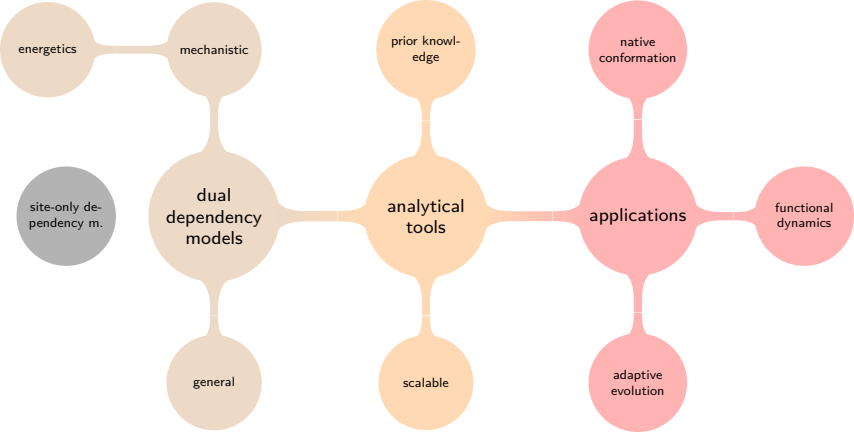 energetics
mechanistic
prior knowl-
edge
native
conformation
site-only de-
pendency m.
dual
dependency
models
analytical
tools
applications
functional
dynamics
general
scalable
adaptive
evolution